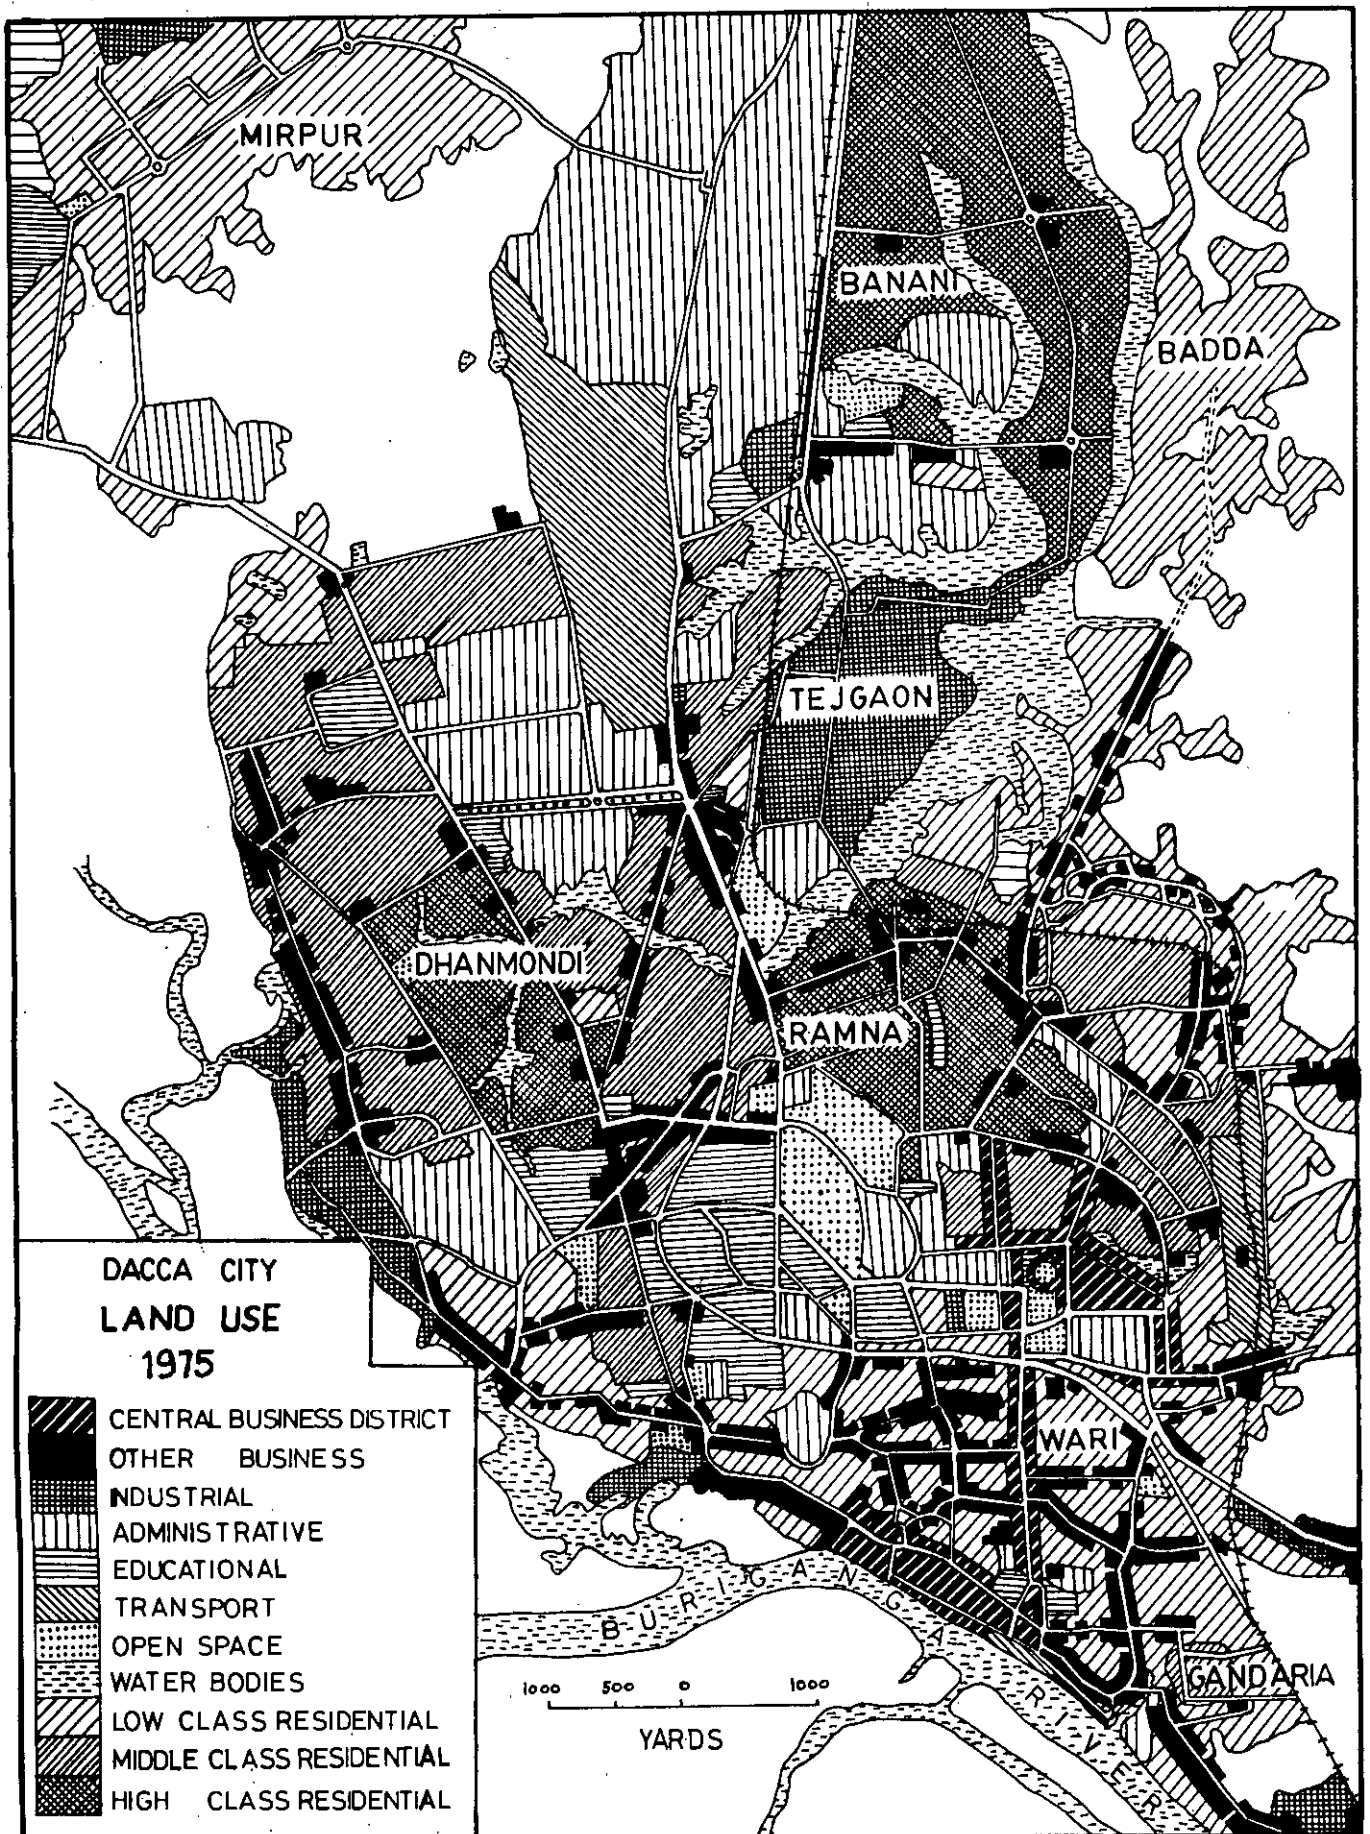 MIRPUR
BANANI
BADDA
TEJGAON
DHANMONDI
RAMNA
WARI
GANDARIA
BURIGANGA RIVER
DACCA CITY
LAND USE
1975
CENTRAL BUSINESS DISTRICT
OTHER BUSINESS
INDUSTRIAL
ADMINISTRATIVE
EDUCATIONAL
TRANSPORT
OPEN SPACE
WATER BODIES
LOW CLASS RESIDENTIAL
MIDDLE CLASS RESIDENTIAL
HIGH CLASS RESIDENTIAL
1000 500 0 1000
YARDS